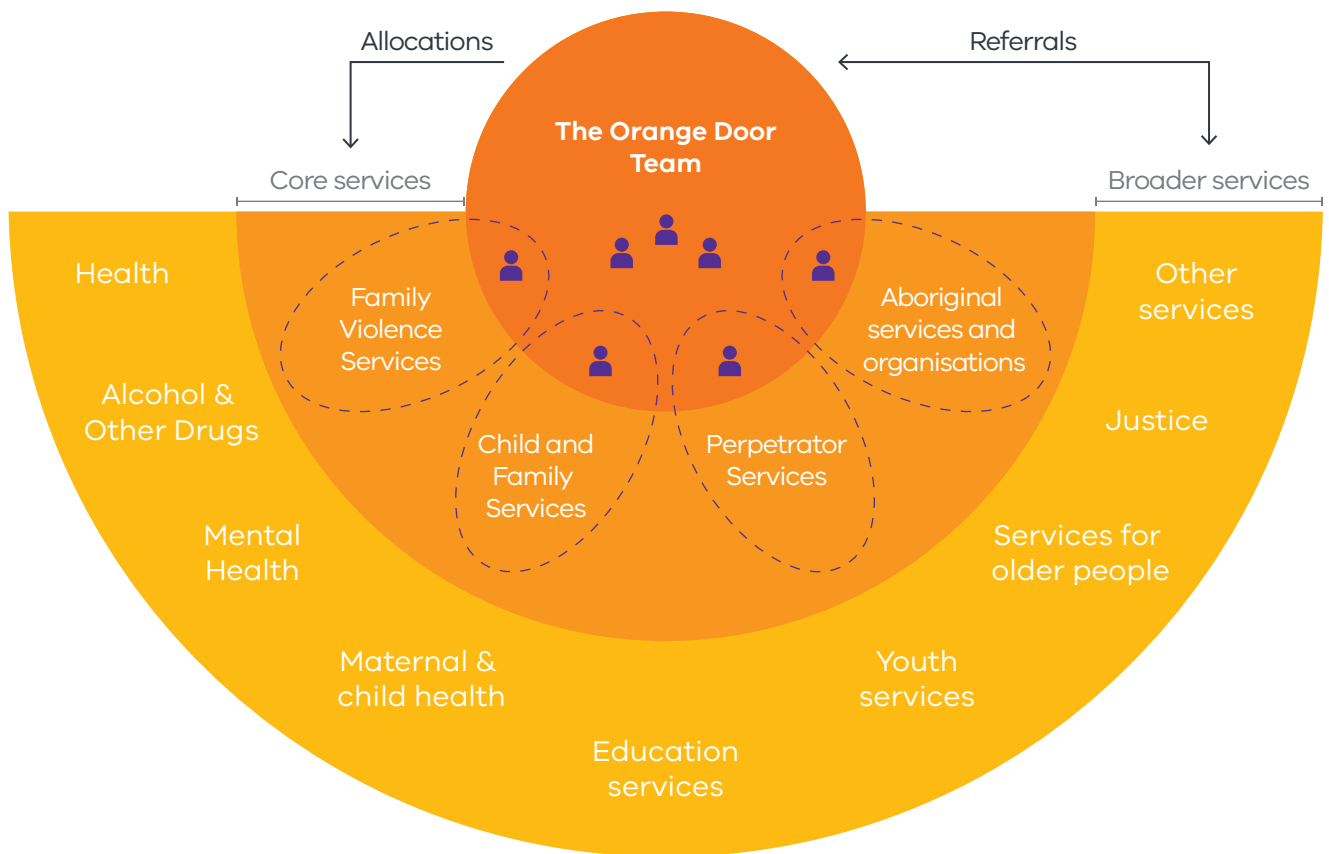 Allocations
Referrals
The Orange Door
Team
Core services
Broader services
Health
Family
Violence
Services
Aboriginal
services and
organisations
Other
services
Alcohol &
Other Drugs
Child and
Family
Services
Perpetrator
Services
Justice
Mental
Health
Services for
older people
Maternal &
child health
Youth
services
Education
services